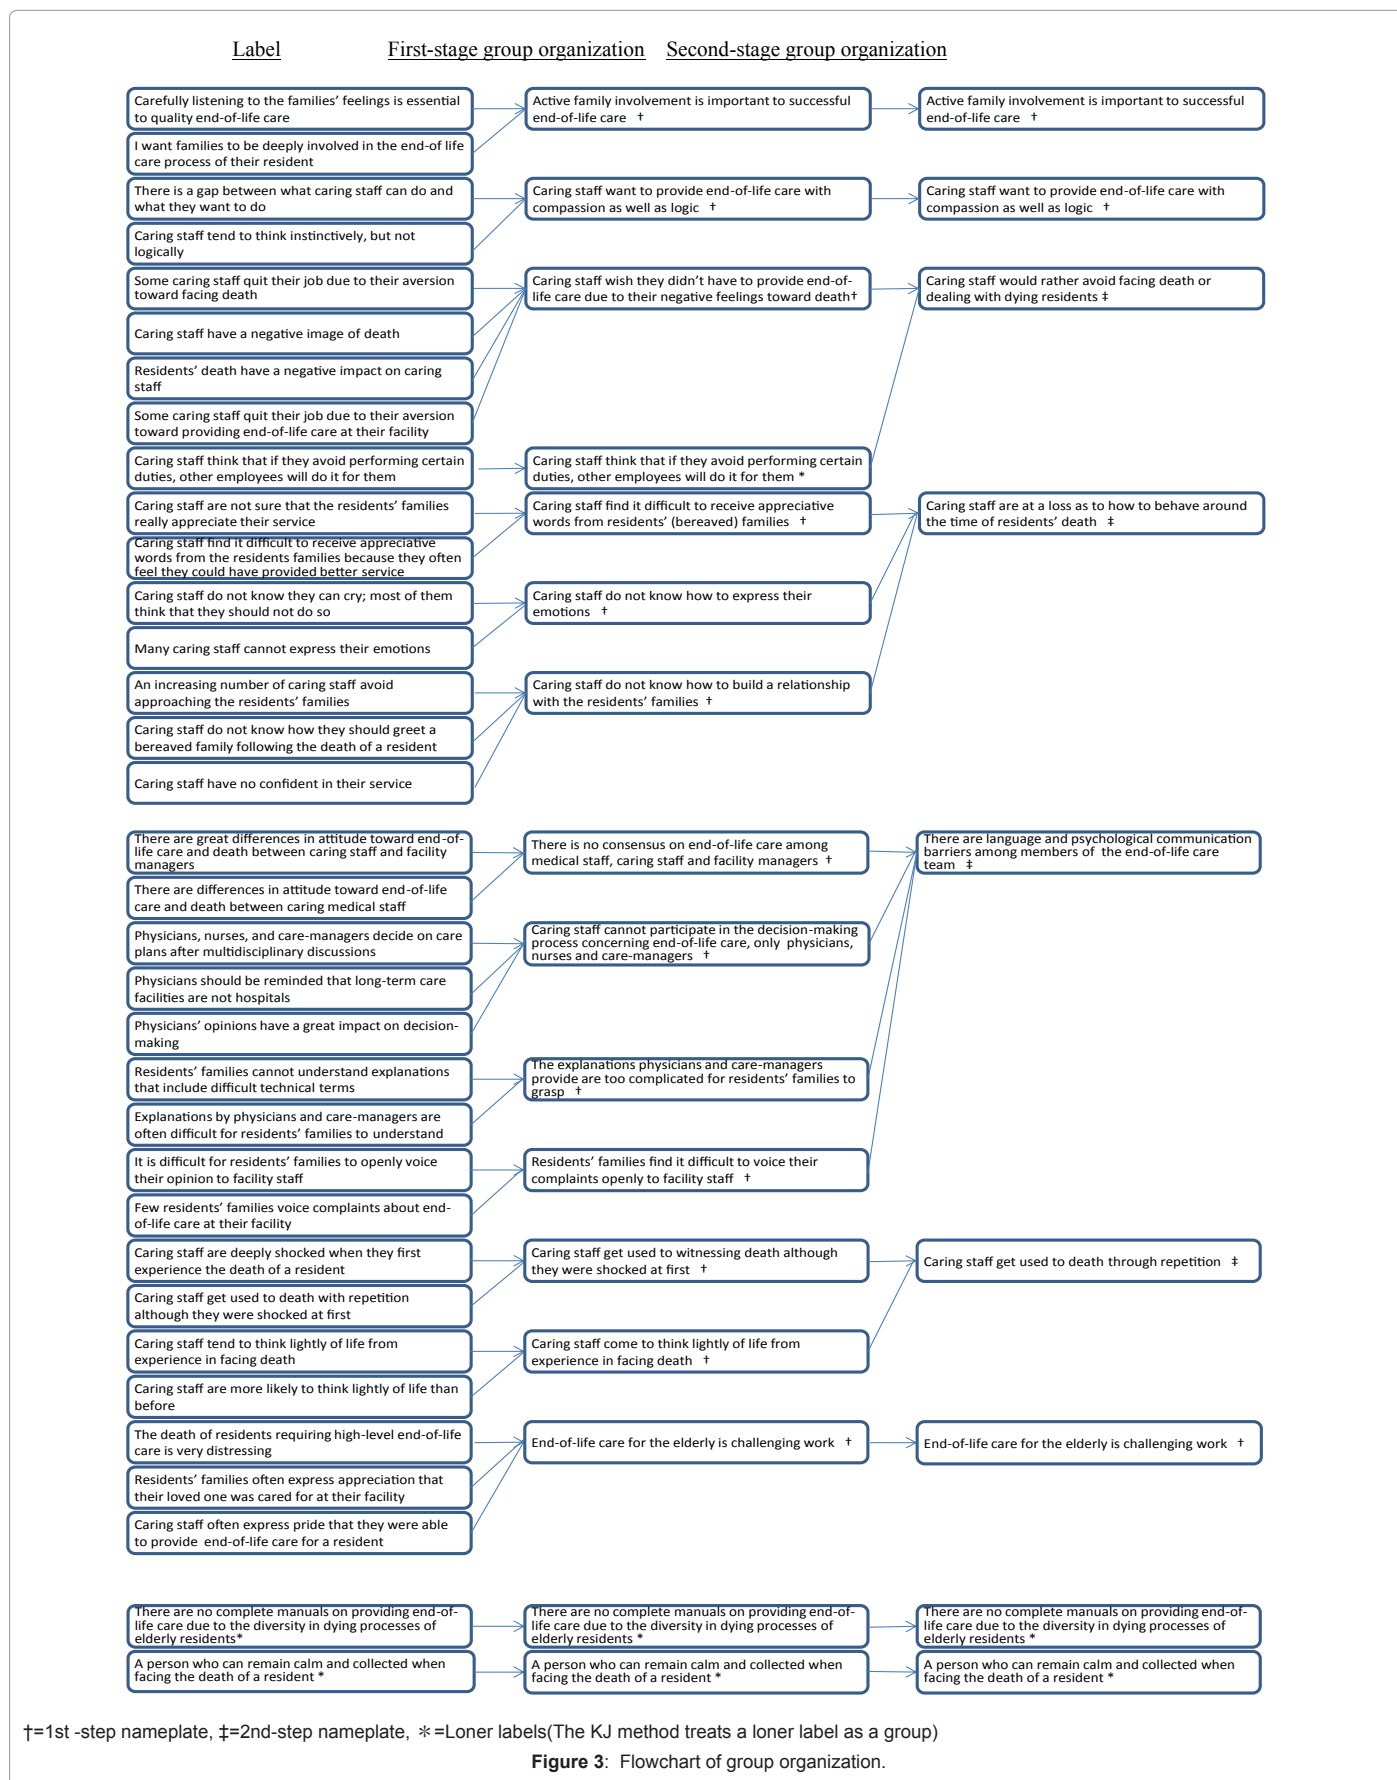 Label First-stage group organization Second-stage group organization
Carefully listening to the families' feelings is essential
to quality end-of-life care
Active family involvement is important to successful
end-of-life care †
Active family involvement is important to successful
end-of-life care †
I want families to be deeply involved in the end-of life
care process of their resident
There is a gap between what caring staff can do and
what they want to do
Caring staff want to provide end-of-life care with
compassion as well as logic †
Caring staff want to provide end-of-life care with
compassion as well as logic †
Caring staff tend to think instinctively, but not
logically
Some caring staff quit their job due to their aversion
toward facing death
Caring staff wish they didn't have to provide end-of-
life care due to their negative feelings toward death†
Caring staff would rather avoid facing death or
dealing with dying residents ‡
Caring staff have a negative image of death
Residents' death have a negative impact on caring
staff
Some caring staff quit their job due to their aversion
toward providing end-of-life care at their facility
Caring staff think that if they avoid performing certain
duties, other employees will do it for them
Caring staff think that if they avoid performing certain
duties, other employees will do it for them *
Caring staff are not sure that the residents' families
really appreciate their service
Caring staff find it difficult to receive appreciative
words from residents' (bereaved) families †
Caring staff are at a loss as to how to behave around
the time of residents' death ‡
Caring staff find it difficult to receive appreciative
words from the residents families because they often
feel they could have provided better service
Caring staff do not know they can cry; most of them
think that they should not do so
Caring staff do not know how to express their
emotions †
Many caring staff cannot express their emotions
An increasing number of caring staff avoid
approaching the residents' families
Caring staff do not know how to build a relationship
with the residents' families †
Caring staff do not know how they should greet a
bereaved family following the death of a resident
Caring staff have no confident in their service
There are great differences in attitude toward end-of-
life care and death between caring staff and facility
managers
There is no consensus on end-of-life care among
medical staff, caring staff and facility managers †
There are language and psychological communication
barriers among members of the end-of-life care
team ‡
There are differences in attitude toward end-of-life
care and death between caring medical staff
Physicians, nurses, and care-managers decide on care
plans after multidisciplinary discussions
Caring staff cannot participate in the decision-making
process concerning end-of-life care, only physicians,
nurses and care-managers †
Physicians should be reminded that long-term care
facilities are not hospitals
Physicians' opinions have a great impact on decision-
making
Residents' families cannot understand explanations
that include difficult technical terms
The explanations physicians and care-managers
provide are too complicated for residents' families to
grasp †
Explanations by physicians and care-managers are
often difficult for residents' families to understand
It is difficult for residents' families to openly voice
their opinion to facility staff
Residents' families find it difficult to voice their
complaints openly to facility staff †
Few residents' families voice complaints about end-
of-life care at their facility
Caring staff are deeply shocked when they first
experience the death of a resident
Caring staff get used to witnessing death although
they were shocked at first †
Caring staff get used to death through repetition ‡
Caring staff get used to death with repetition
although they were shocked at first
Caring staff tend to think lightly of life from
experience in facing death
Caring staff come to think lightly of life from
experience in facing death †
Caring staff are more likely to think lightly of life than
before
The death of residents requiring high-level end-of-life
care is very distressing
End-of-life care for the elderly is challenging work †
End-of-life care for the elderly is challenging work †
Residents' families often express appreciation that
their loved one was cared for at their facility
Caring staff often express pride that they were able
to provide end-of-life care for a resident
There are no complete manuals on providing end-of-
life care due to the diversity in dying processes of
elderly residents*
There are no complete manuals on providing end-of-
life care due to the diversity in dying processes of
elderly residents *
There are no complete manuals on providing end-of-
life care due to the diversity in dying processes of
elderly residents *
A person who can remain calm and collected when
facing the death of a resident *
A person who can remain calm and collected when
facing the death of a resident *
A person who can remain calm and collected when
facing the death of a resident *
†=1st -step nameplate, ‡=2nd-step nameplate, *=Loner labels(The KJ method treats a loner label as a group)
Figure 3: Flowchart of group organization.